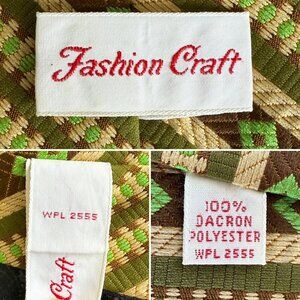 Fashion Craft
WPL 2555
Craft
100%
DACRON
POLYESTER
WPL 2555